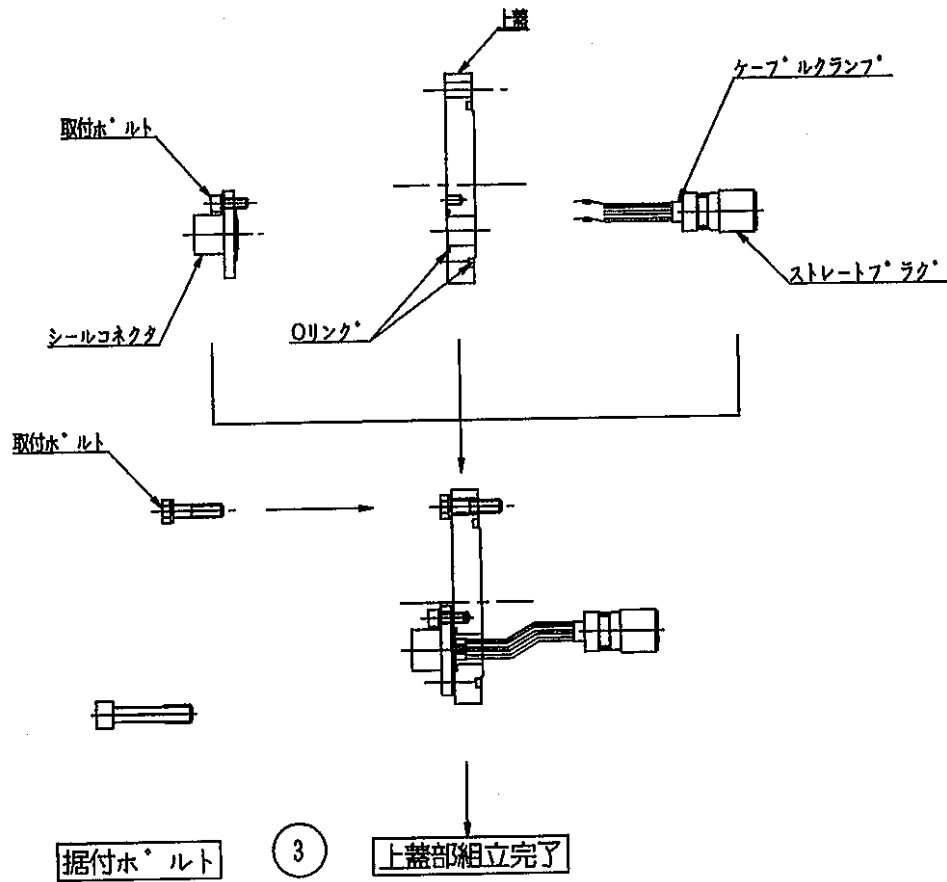 上蓋
ケーブルクランプ
取付ボルト
ストレートプラグ
シールコネクタ
Oリング
取付ボルト
据付ボルト
3
上蓋部組立完了